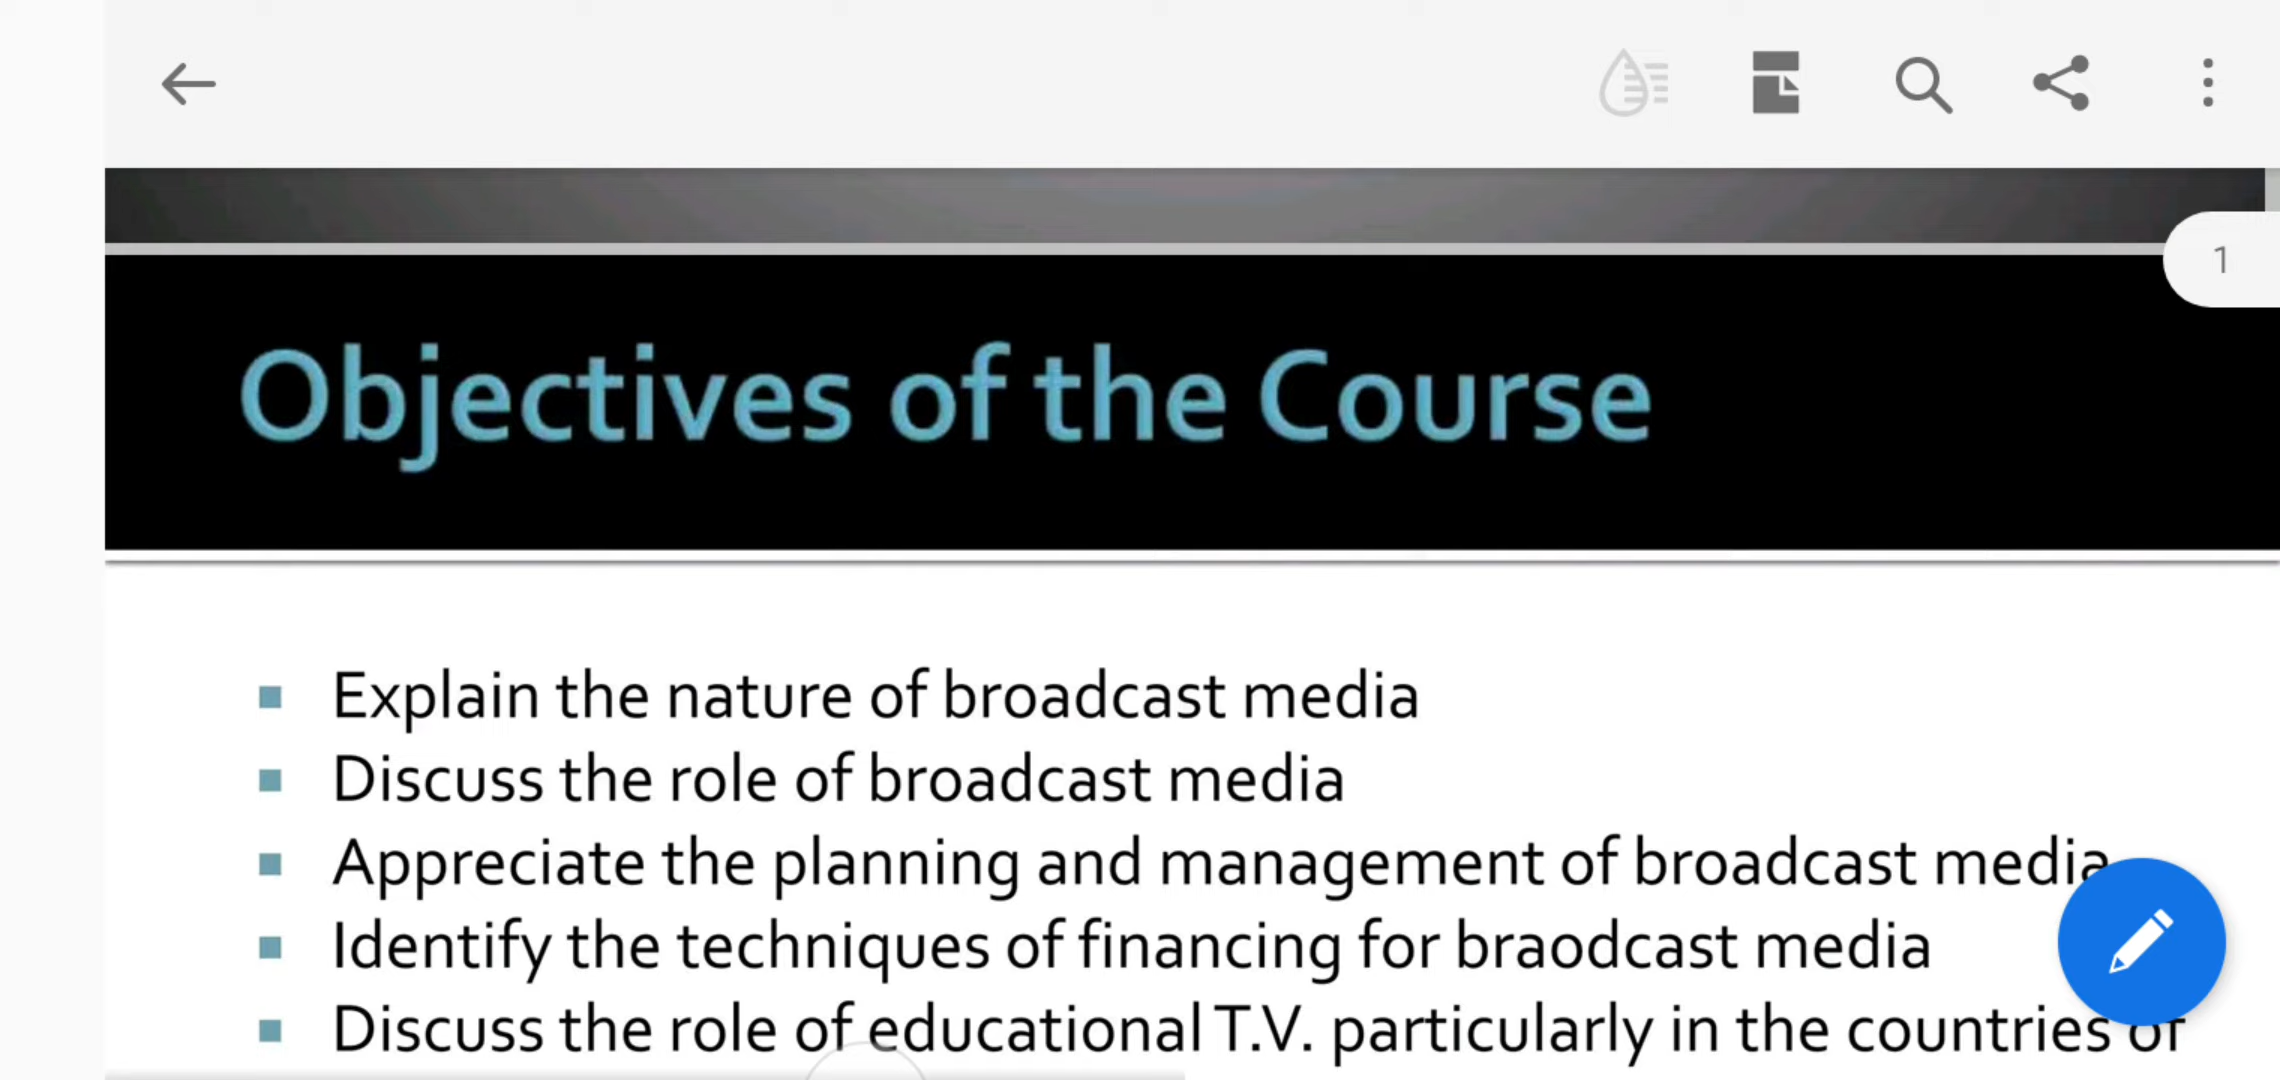 1
Objectives of the Course
Explain the nature of broadcast media
Discuss the role of broadcast media
Appreciate the planning and management of broadcast media
Identify the techniques of financing for braodcast media
Discuss the role of educational T.V. particularly in the countries of